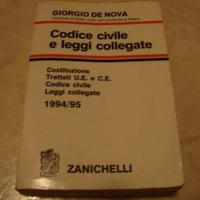 GIORGIO DE NOVA
Codice civile
e leggi collegate
Costituzione
Trattati U.E. e C.E.
Codice civile
Leggi collegate
1994/95
ZANICHELLI